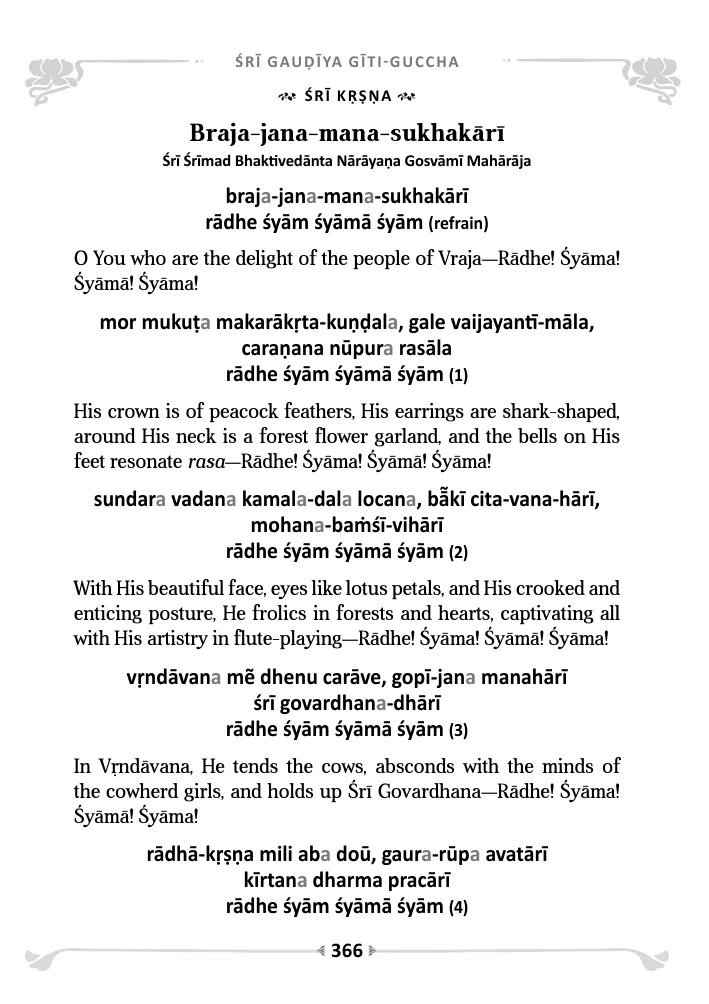 ŚRĪ GAUḌĪYA GĪTI-GUCCHA
ŚRĪ KṚṢṆA
Braja-jana-mana-sukhakārī
Śrī Śrīmad Bhaktivedānta Nārāyaṇa Gosvāmī Mahārāja
braja-jana-mana-sukhakārī
rādhe śyām śyāmā śyām (refrain)
O You who are the delight of the people of Vraja—Rādhe! Śyāma!
Śyāmā! Śyāma!
mor mukuṭa makarākṛta-kuṇḍala, gale vaijayantī-māla,
caraṇana nūpura rasāla
rādhe śyām śyāmā śyām (1)
His crown is of peacock feathers, His earrings are shark-shaped,
around His neck is a forest flower garland, and the bells on His
feet resonate rasa—Rādhe! Śyāma! Śyāmā! Śyāma!
sundara vadana kamala-dala locana, bā̃kī cita-vana-hārī,
mohana-baṁśī-vihārī
rādhe śyām śyāmā śyām (2)
With His beautiful face, eyes like lotus petals, and His crooked and
enticing posture, He frolics in forests and hearts, captivating all
with His artistry in flute-playing—Rādhe! Śyāma! Śyāmā! Śyāma!
vṛndāvana mẽ dhenu carāve, gopī-jana manahārī
śrī govardhana-dhārī
rādhe śyām śyāmā śyām (3)
In Vṛndāvana, He tends the cows, absconds with the minds of
the cowherd girls, and holds up Śrī Govardhana—Rādhe! Śyāma!
Śyāmā! Śyāma!
rādhā-kṛṣṇa mili aba doū, gaura-rūpa avatārī
kīrtana dharma pracārī
rādhe śyām śyāmā śyām (4)
366